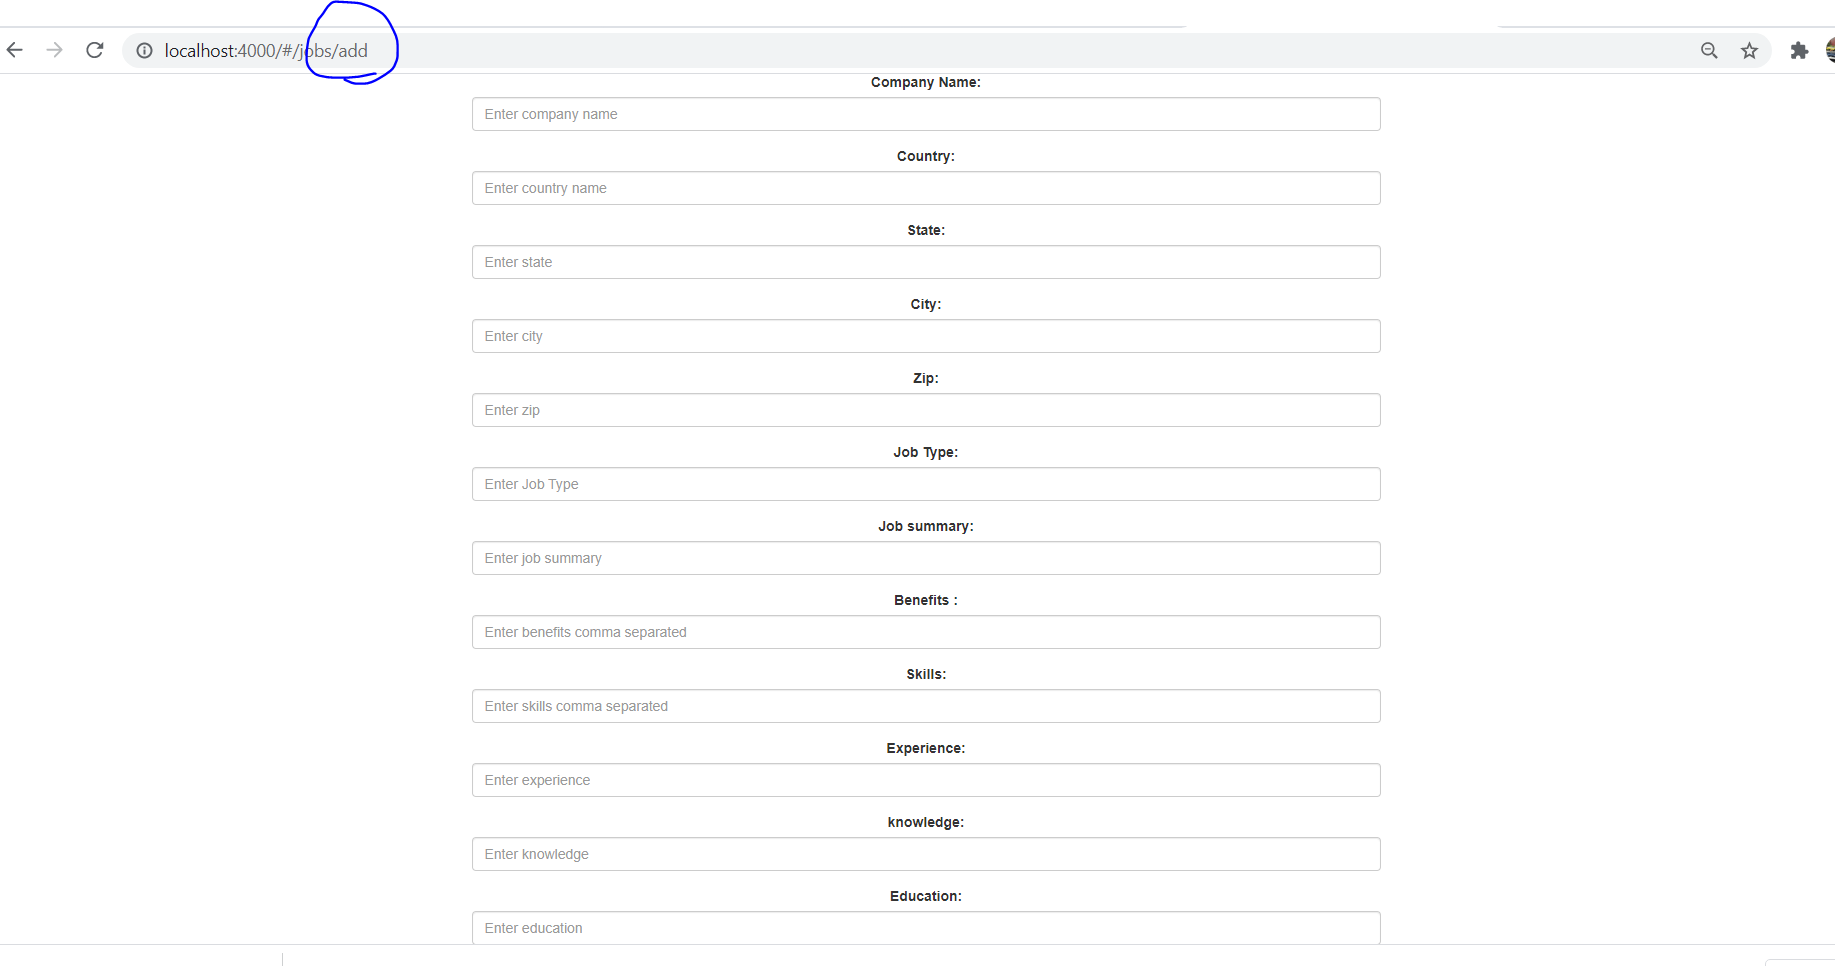 localhost:4000/#/jobs/add
Company Name:
Enter company name
Country:
Enter country name
State:
Enter state
City:
Enter city
Zip:
Enter zip
Job Type:
Enter Job Type
Job summary:
Enter job summary
Benefits :
Enter benefits comma separated
Skills:
Enter skills comma separated
Experience:
Enter experience
knowledge:
Enter knowledge
Education:
Enter education